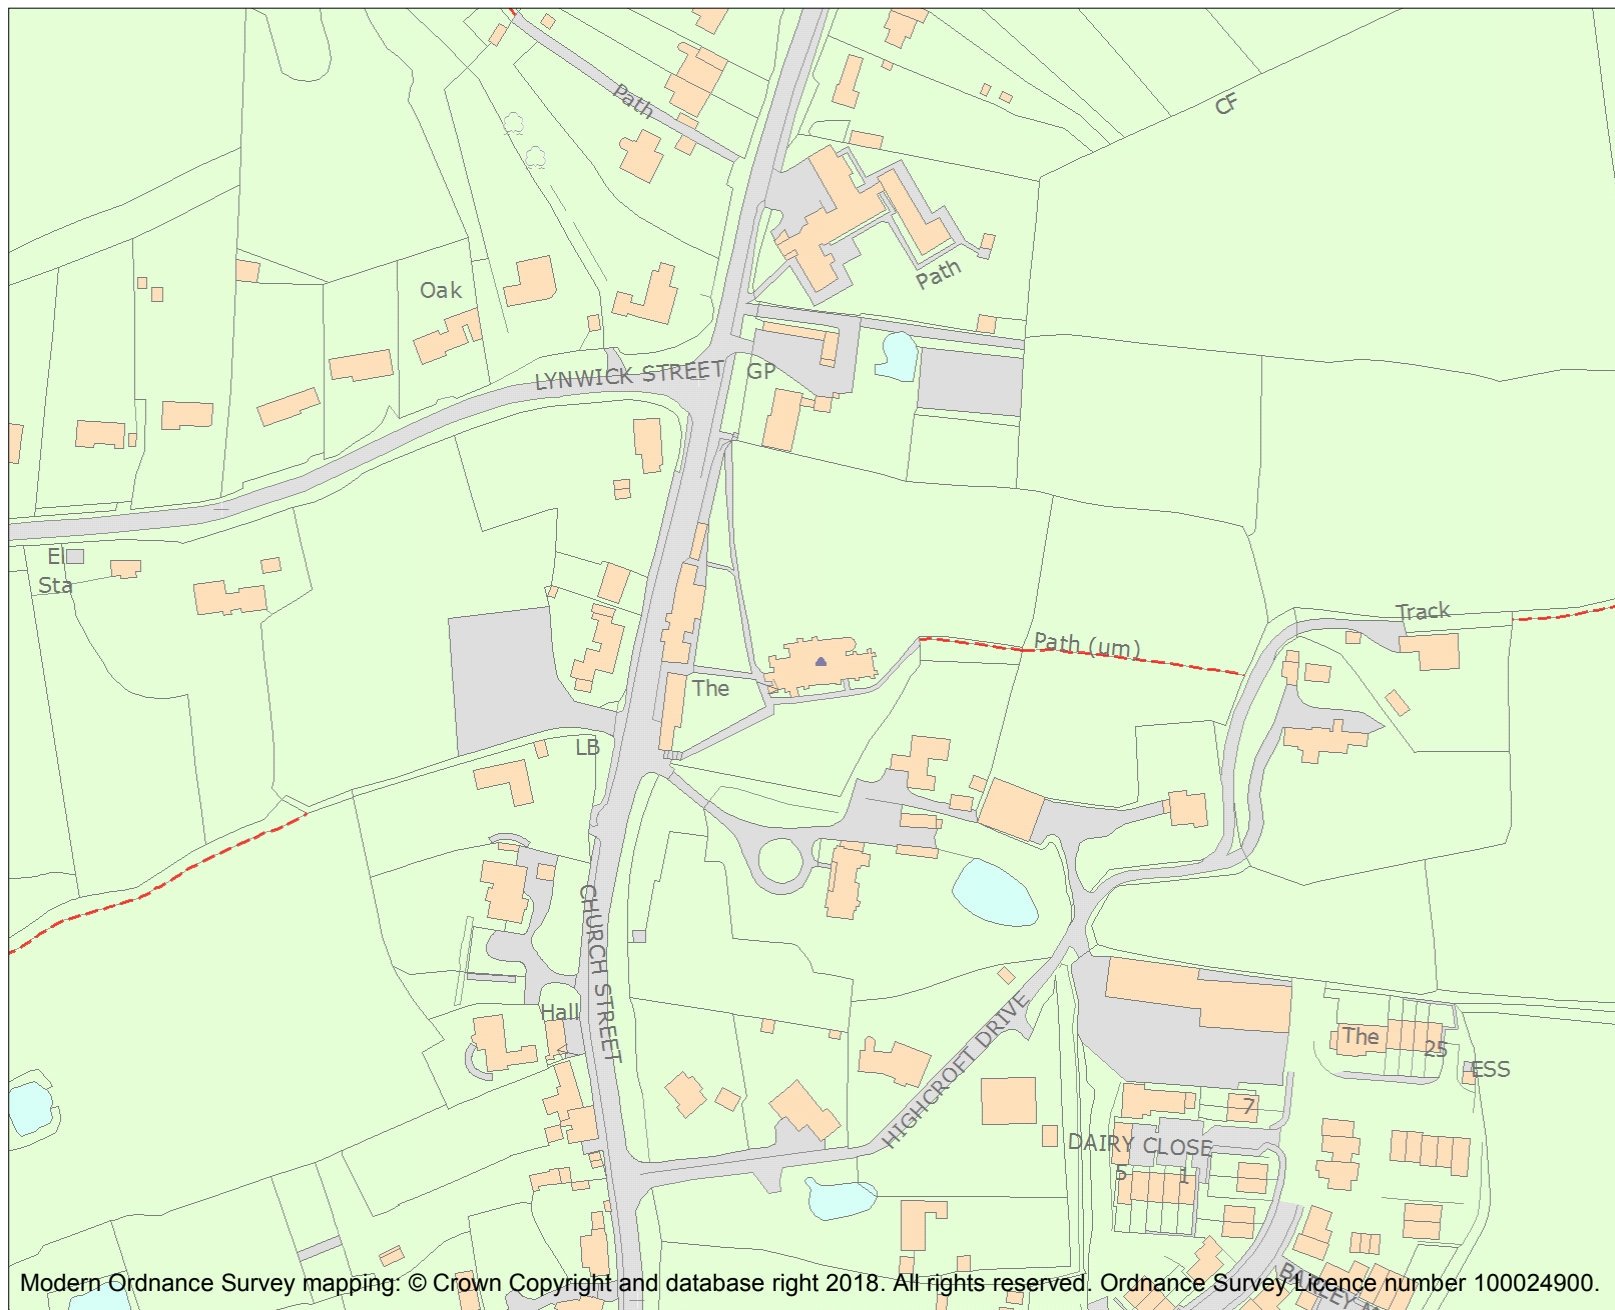 Path
CF
Path
Oak
LYNWICK STREET
GP
El
Sta
Track
Path (um)
The
LB
CHURCH STREET
Hall
HIGHCROFT DRIVE
The
25
ESS
7
DAIRY CLOSE
5
1
Modern Ordnance Survey mapping: © Crown Copyright and database right 2018. All rights reserved. Ordnance Survey Licence number 100024900.
BARLEY